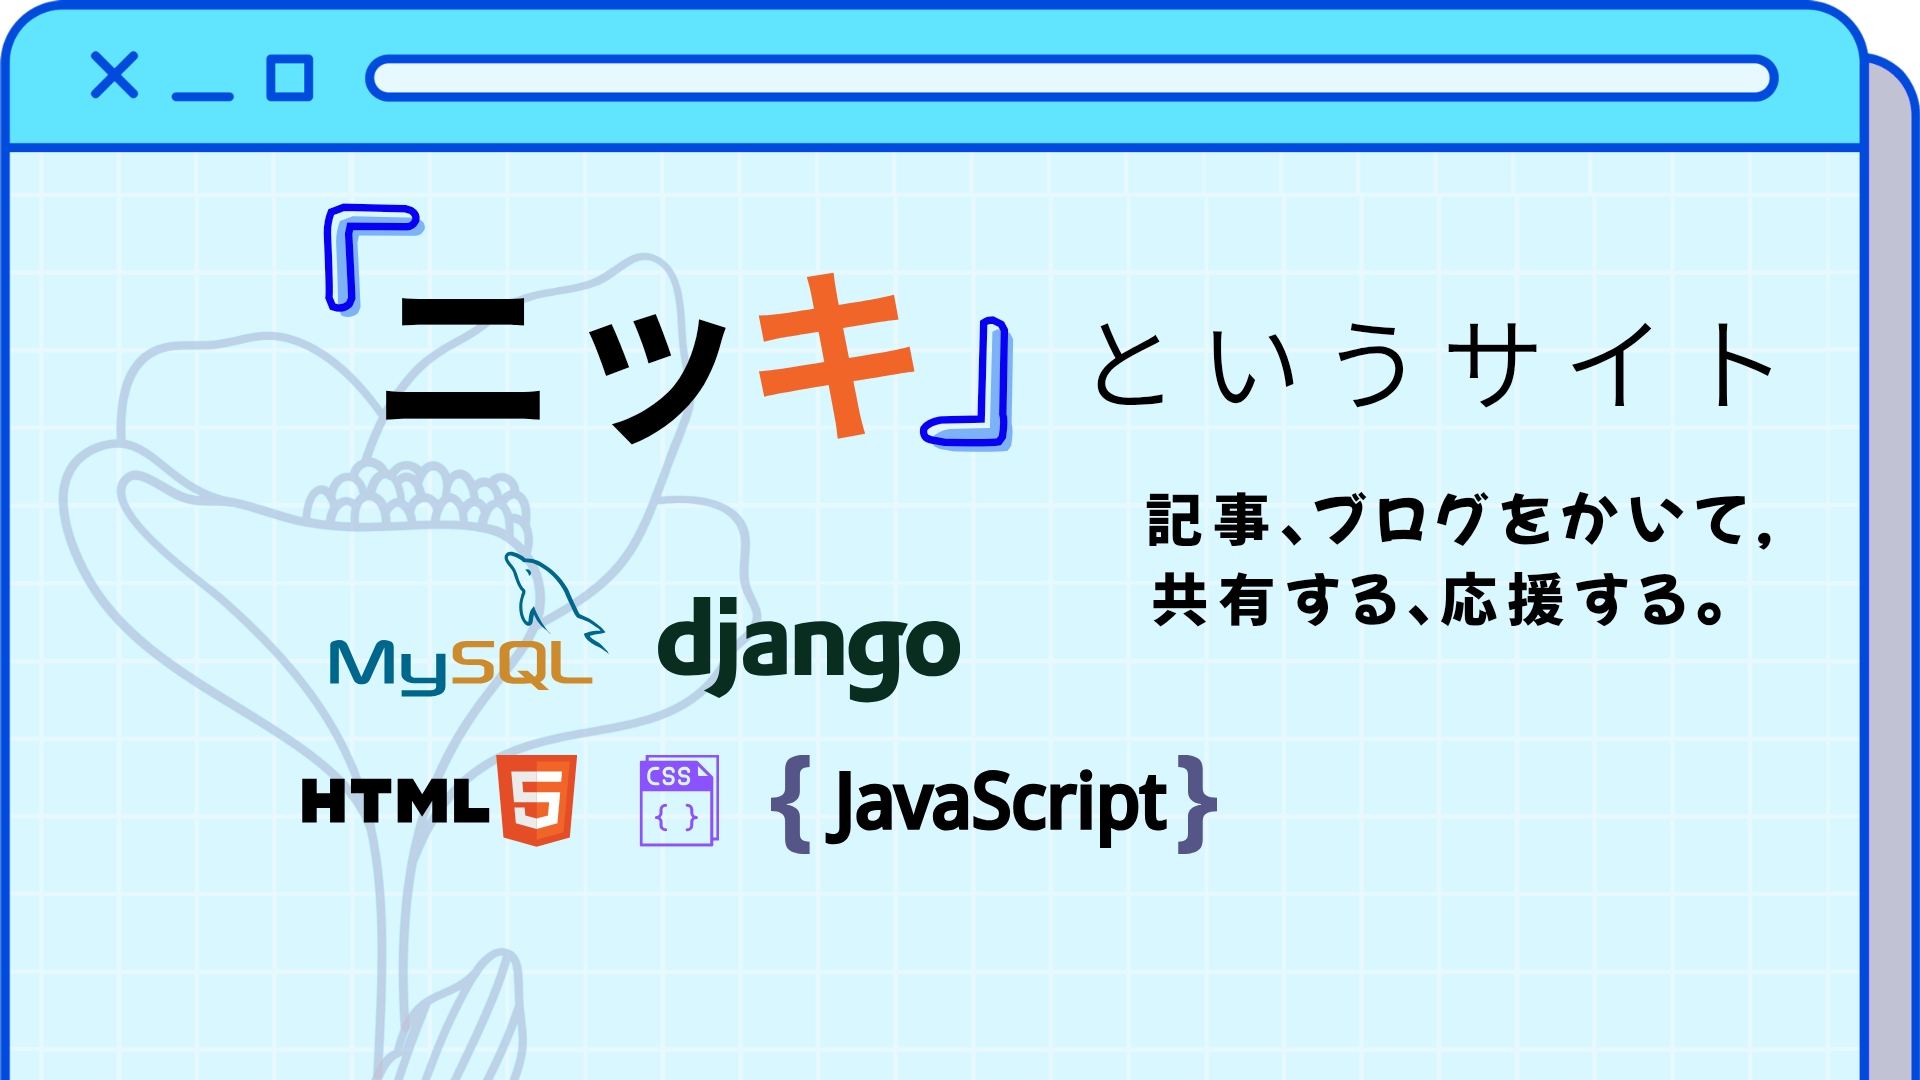 『ニッキ』というサイト
記事、ブログをかいて,
共有する、応援する。
MySQL django
HTML 5 CSS { } { JavaScript }